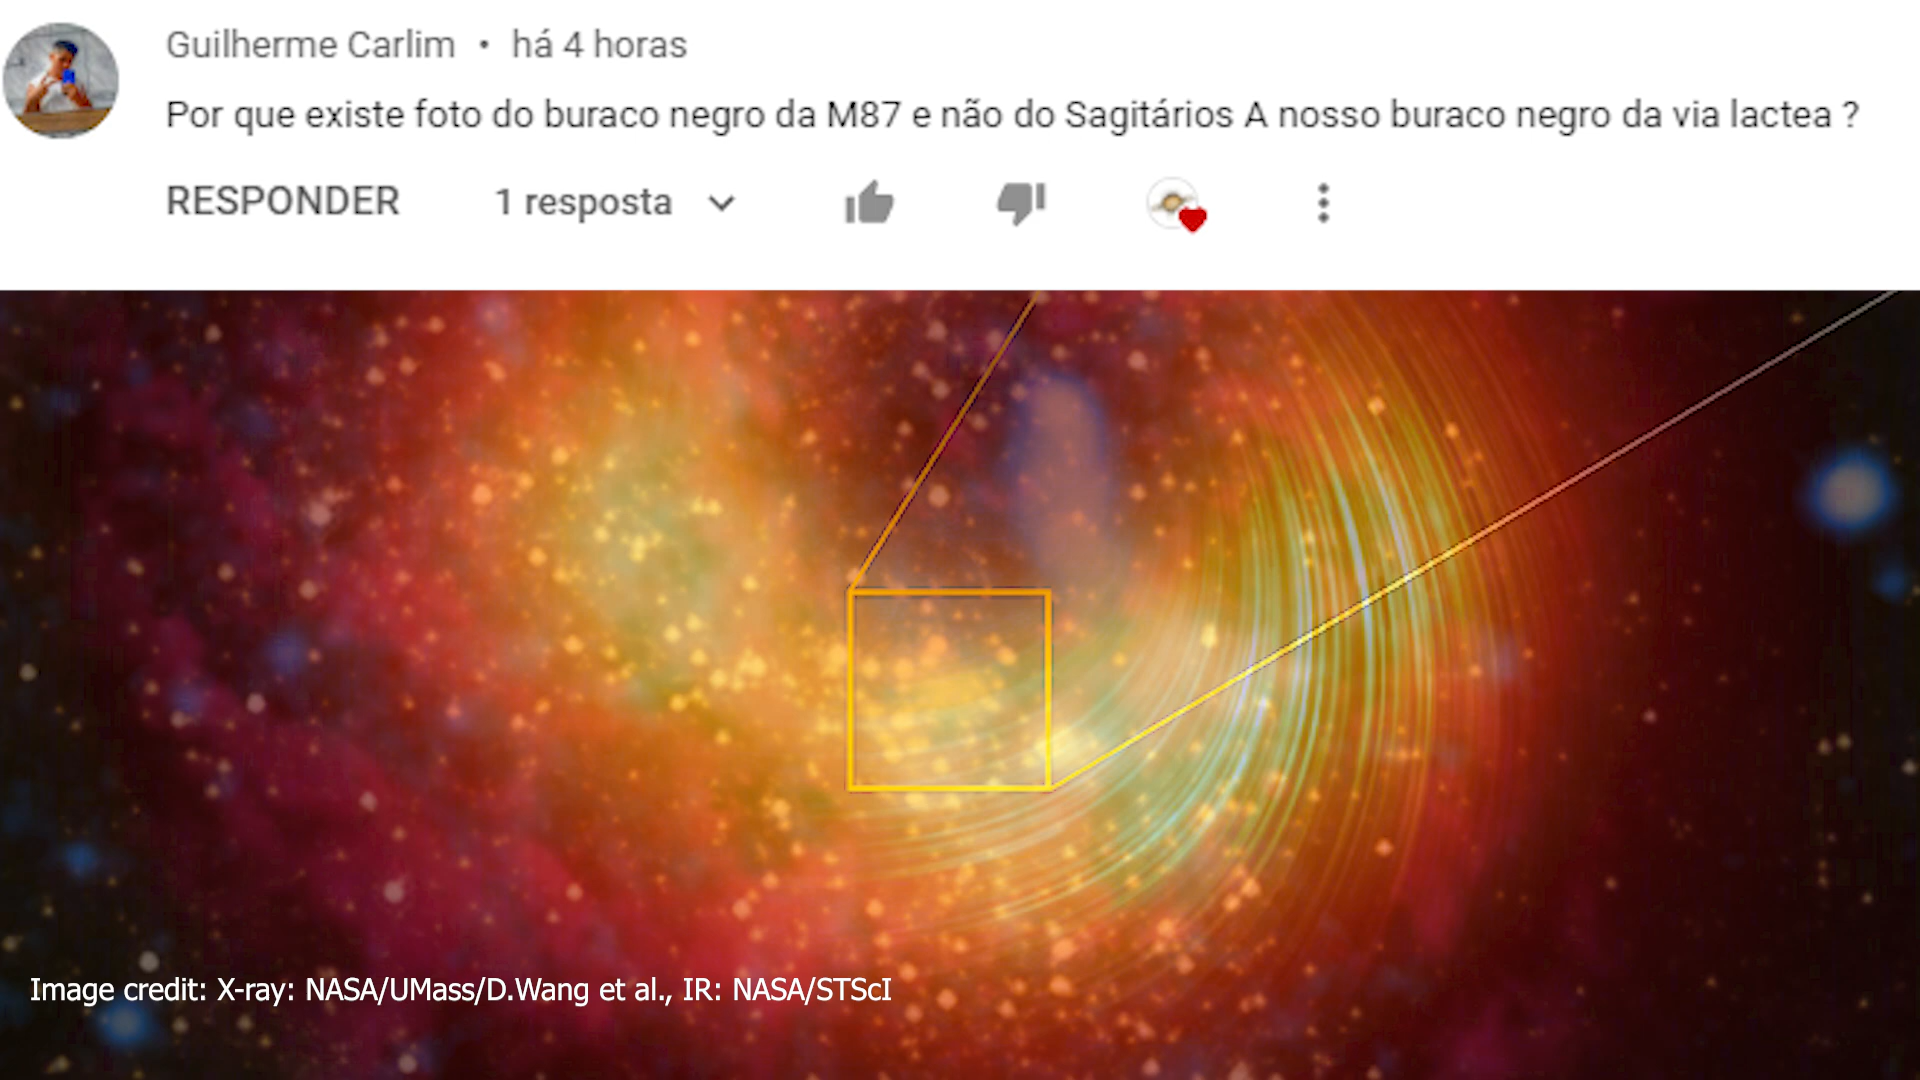 Guilherme Carlim • há 4 horas
Por que existe foto do buraco negro da M87 e não do Sagitários A nosso buraco negro da via lactea ?
RESPONDER 1 resposta
Image credit: X-ray: NASA/UMass/D.Wang et al., IR: NASA/STScI